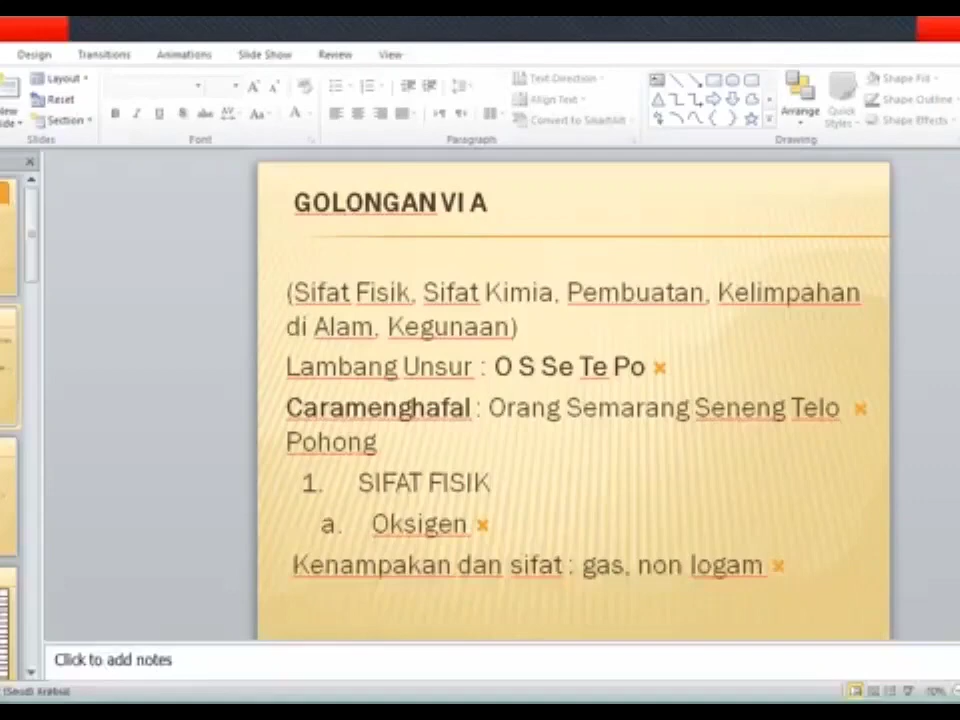 Design Transitions Animations Slide Show Review View
Layout
Reset
Section
Slides
Font
Text Direction
Align Text
Convert to SmartArt
Paragraph
Arrange
Quick Styles
Shape Fill
Shape Outline
Shape Effects
Drawing
GOLONGAN VI A
(Sifat Fisik, Sifat Kimia, Pembuatan, Kelimpahan
di Alam, Kegunaan)
Lambang Unsur : O S Se Te Po
Caramenghafal : Orang Semarang Seneng Telo
Pohong
1. SIFAT FISIK
a. Oksigen
Kenampakan dan sifat : gas, non logam
Click to add notes
(Saudi Arabia)